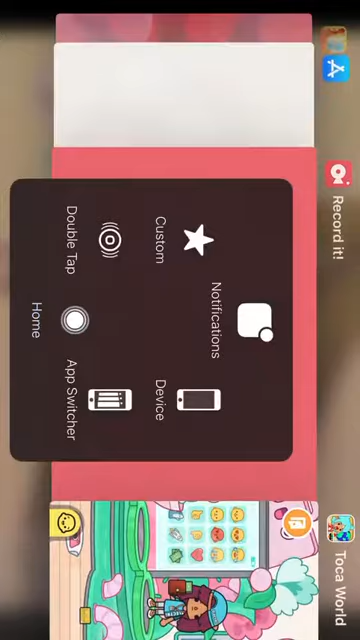 Record it!
Toca World
Notifications
Custom
Device
Double Tap
App Switcher
Home